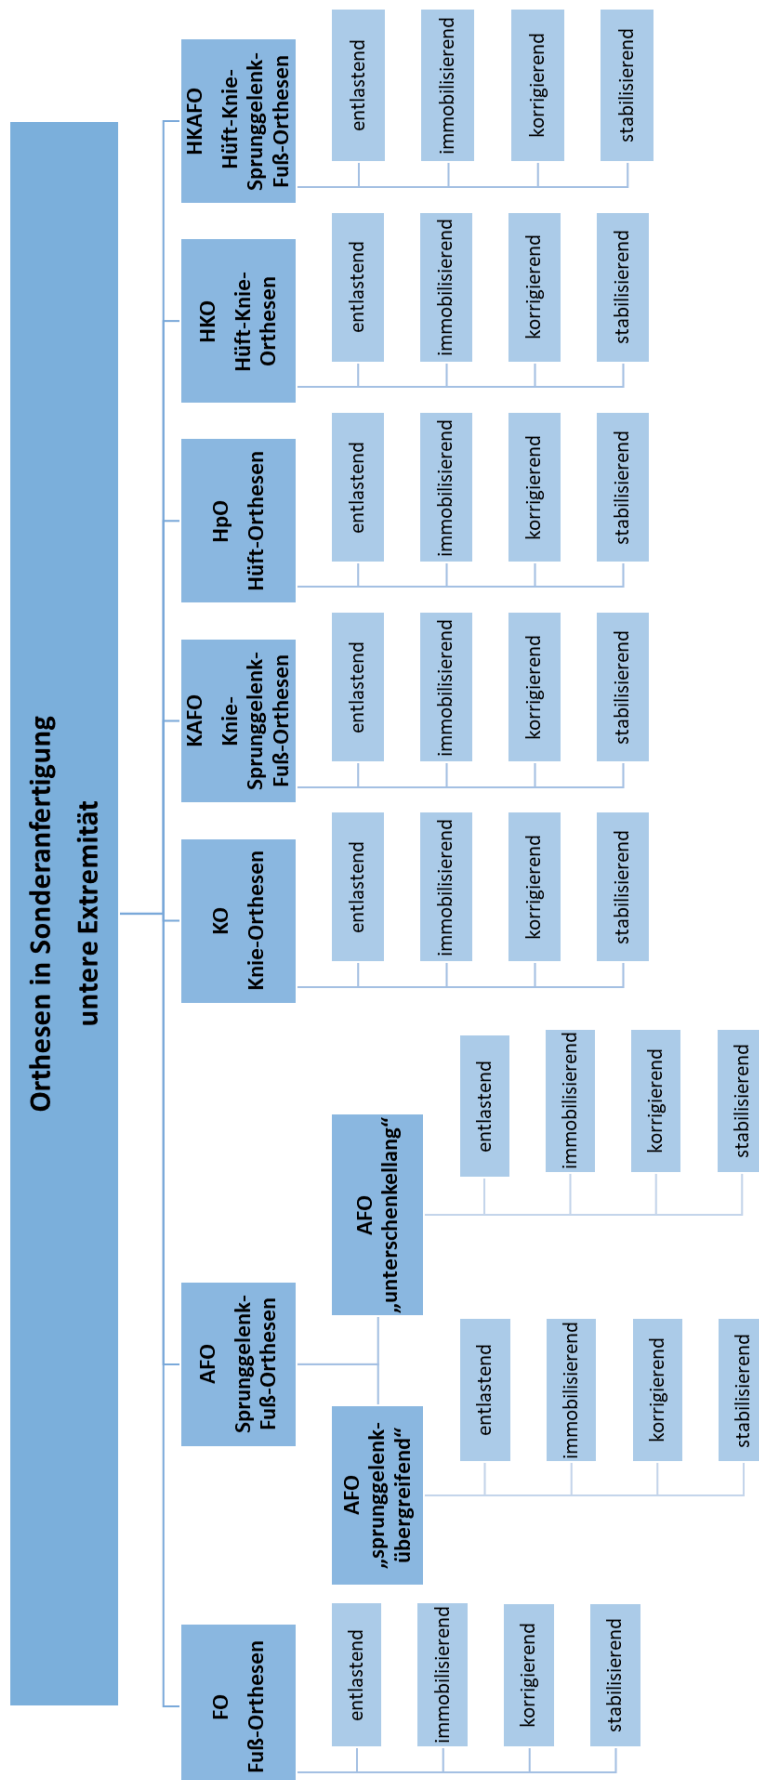 Orthesen in Sonderanfertigung
untere Extremität
FO
Fuß-Orthesen
entlastend
immobilisierend
korrigierend
stabilisierend
AFO
Sprunggelenk-
Fuß-Orthesen
AFO
„sprunggelenk-
übergreifend“
entlastend
immobilisierend
korrigierend
stabilisierend
AFO
„unterschenkellang“
entlastend
immobilisierend
korrigierend
stabilisierend
KO
Knie-Orthesen
entlastend
immobilisierend
korrigierend
stabilisierend
KAFO
Knie-
Sprunggelenk-
Fuß-Orthesen
entlastend
immobilisierend
korrigierend
stabilisierend
HpO
Hüft-Orthesen
entlastend
immobilisierend
korrigierend
stabilisierend
HKO
Hüft-Knie-
Orthesen
entlastend
immobilisierend
korrigierend
stabilisierend
HKAFO
Hüft-Knie-
Sprunggelenk-
Fuß-Orthesen
entlastend
immobilisierend
korrigierend
stabilisierend